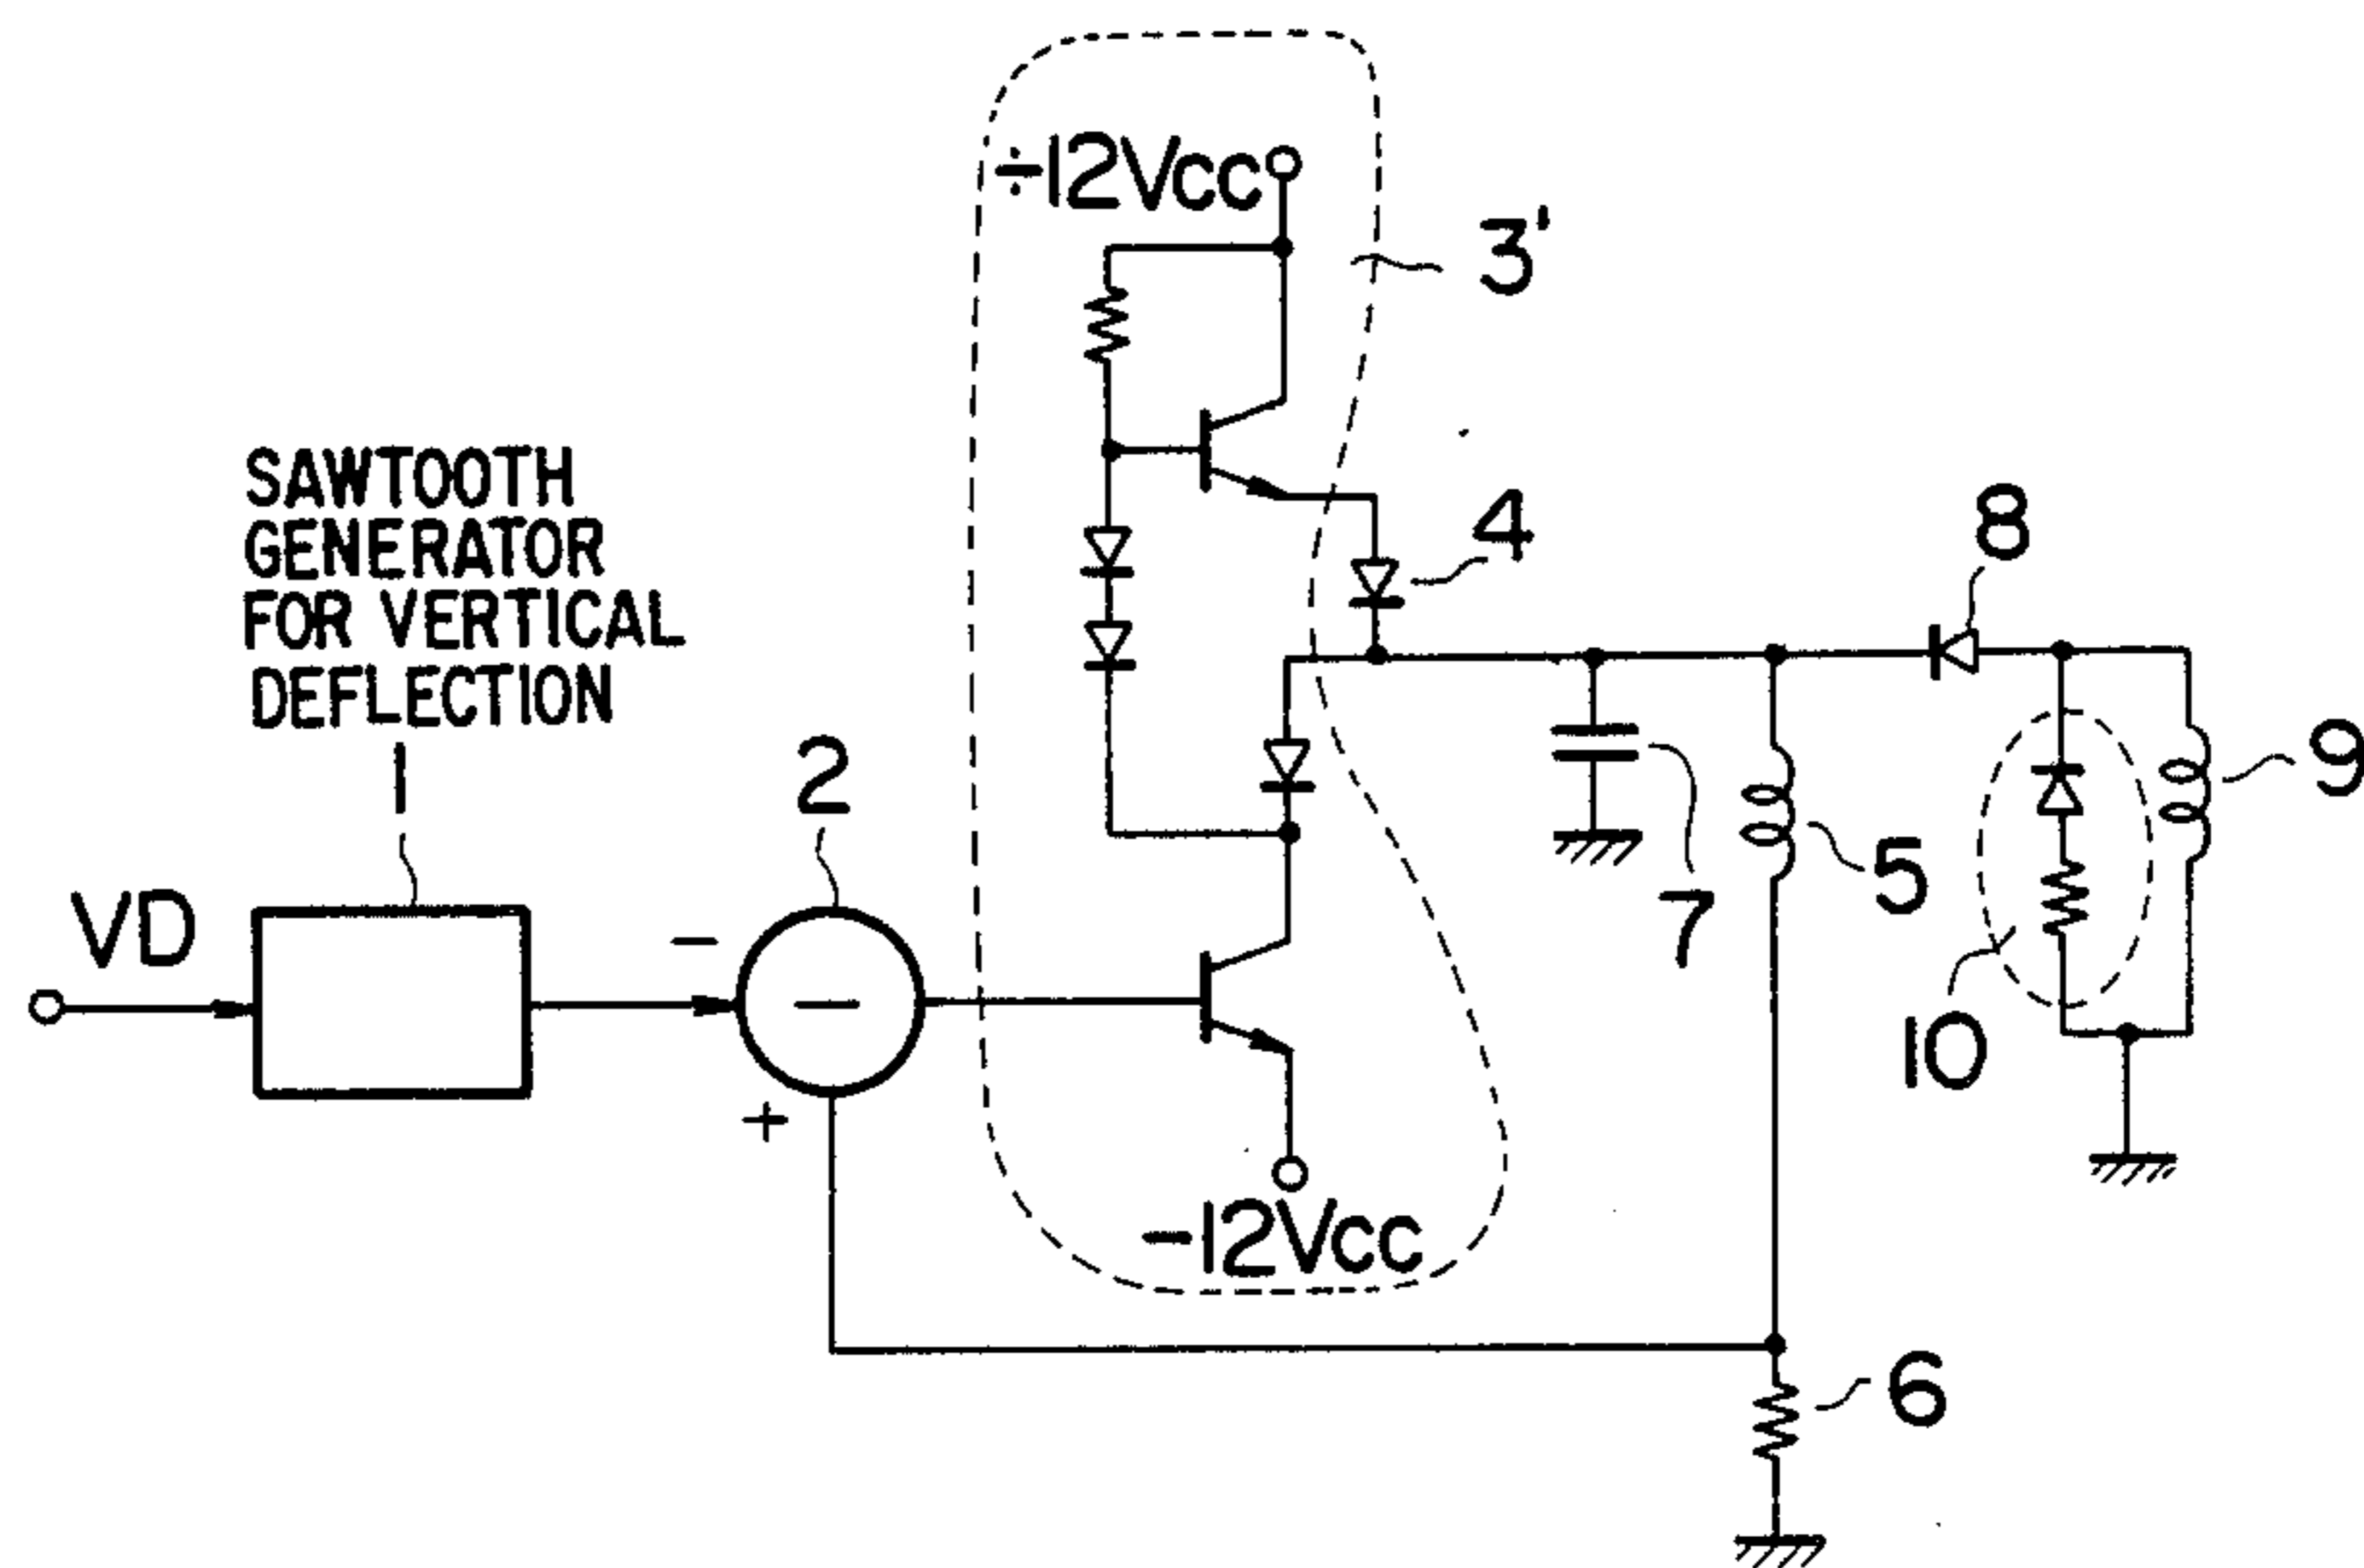 ÷12Vcc
3'
SAWTOOTH
GENERATOR
FOR VERTICAL
DEFLECTION
1
2
4
8
9
VD
-
-
+
7
5
10
-12Vcc
6